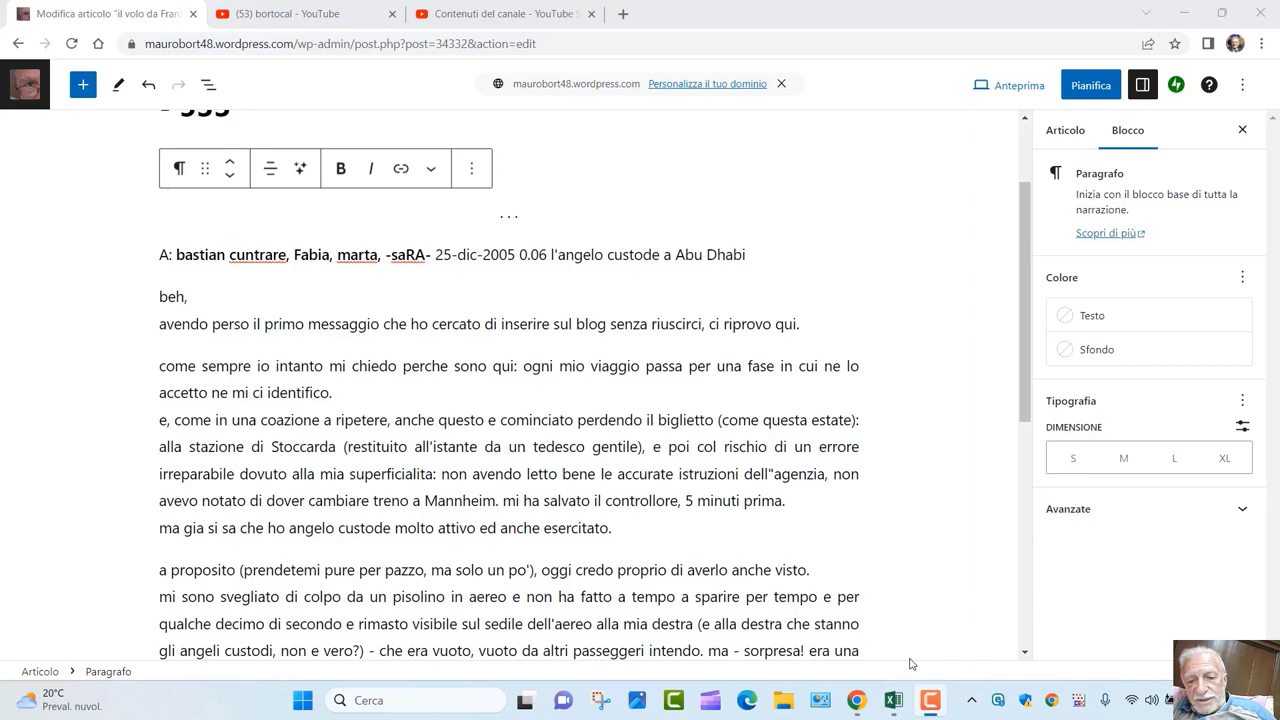 Modifica articolo "il volo da Fran
(53) bortocal - YouTube
Contenuti del canale - YouTube S
maurobort48.wordpress.com/wp-admin/post.php?post=34332&action=edit
maurobort48.wordpress.com Personalizza il tuo dominio
Anteprima
Pianifica
Articolo Blocco
Paragrafo
Inizia con il blocco base di tutta la
narrazione.
Scopri di più
Colore
Testo
Sfondo
Tipografia
DIMENSIONE
S M L XL
Avanzate
B I
...
A: bastian cuntrare, Fabia, marta, -saRA- 25-dic-2005 0.06 l'angelo custode a Abu Dhabi
beh,
avendo perso il primo messaggio che ho cercato di inserire sul blog senza riuscirci, ci riprovo qui.
come sempre io intanto mi chiedo perche sono qui: ogni mio viaggio passa per una fase in cui ne lo
accetto ne mi ci identifico.
e, come in una coazione a ripetere, anche questo e cominciato perdendo il biglietto (come questa estate):
alla stazione di Stoccarda (restituito all'istante da un tedesco gentile), e poi col rischio di un errore
irreparabile dovuto alla mia superficialita: non avendo letto bene le accurate istruzioni dell"agenzia, non
avevo notato di dover cambiare treno a Mannheim. mi ha salvato il controllore, 5 minuti prima.
ma gia si sa che ho angelo custode molto attivo ed anche esercitato.
a proposito (prendetemi pure per pazzo, ma solo un po'), oggi credo proprio di averlo anche visto.
mi sono svegliato di colpo da un pisolino in aereo e non ha fatto a tempo a sparire per tempo e per
qualche decimo di secondo e rimasto visibile sul sedile dell'aereo alla mia destra (e alla destra che stanno
gli angeli custodi, non e vero?) - che era vuoto, vuoto da altri passeggeri intendo. ma - sorpresa! era una
Articolo Paragrafo
20°C
Preval. nuvol.
Cerca